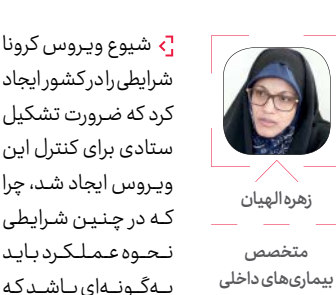 شیوع ویروس کرونا
شرایطی را در کشور ایجاد
کرد که ضرورت تشکیل
ستادی برای کنترل این
ویروس ایجاد شد، چرا
که در چنین شرایطی
نحوه عملکرد باید
به‌گونه‌ای باشد که
زهره الهیان
متخصص
بیماری‌های داخلی